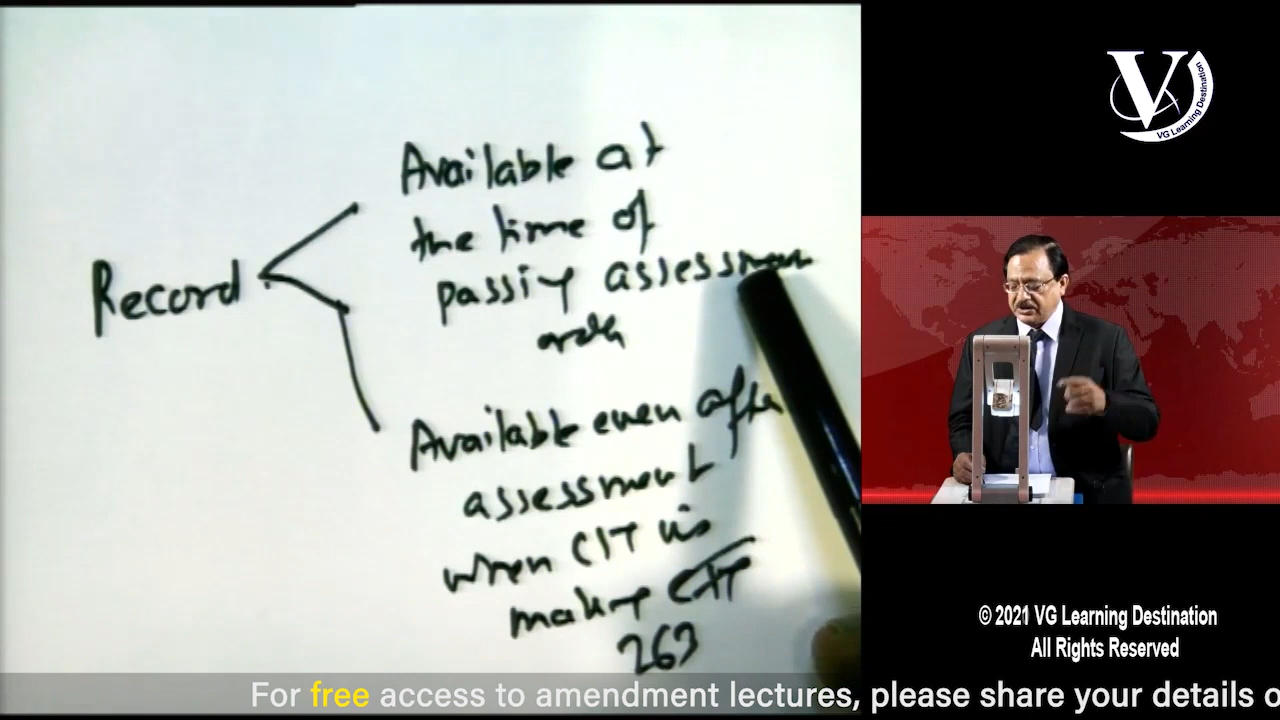 Available at
the time of
Record
passing assessment
order
Available even after
assessment
when CIT is
making CIT
263
V
VG Learning Destination
© 2021 VG Learning Destination
All Rights Reserved
For free access to amendment lectures, please share your details o